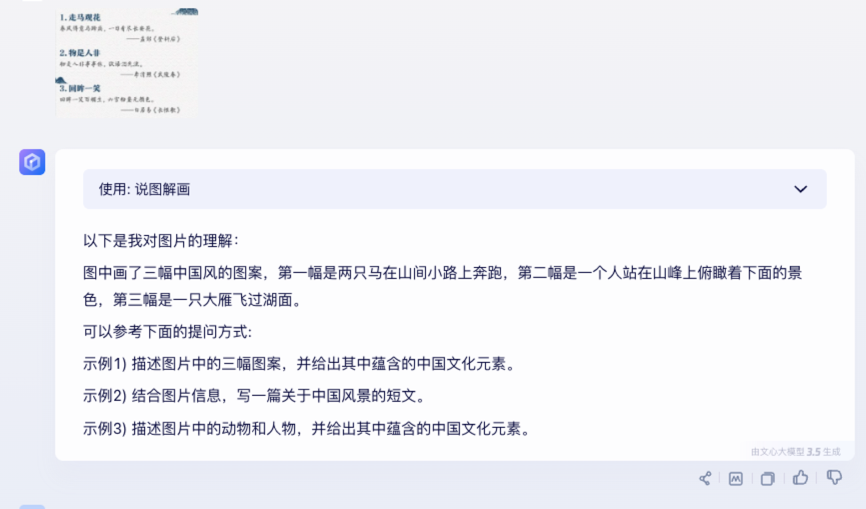 1.走马观花
春风得意马蹄疾，一日看尽长安花。
——孟郊《登科后》
2.物是人非
物是人非事事休，欲语泪先流。
——李清照《武陵春》
3.回眸一笑
回眸一笑百媚生，六宫粉黛无颜色。
——白居易《长恨歌》
使用: 说图解画
以下是我对图片的理解：
图中画了三幅中国风的图案，第一幅是两只马在山间小路上奔跑，第二幅是一个人站在山峰上俯瞰着下面的景
色，第三幅是一只大雁飞过湖面。
可以参考下面的提问方式:
示例1) 描述图片中的三幅图案，并给出其中蕴含的中国文化元素。
示例2) 结合图片信息，写一篇关于中国风景的短文。
示例3) 描述图片中的动物和人物，并给出其中蕴含的中国文化元素。
由文心大模型 3.5 生成